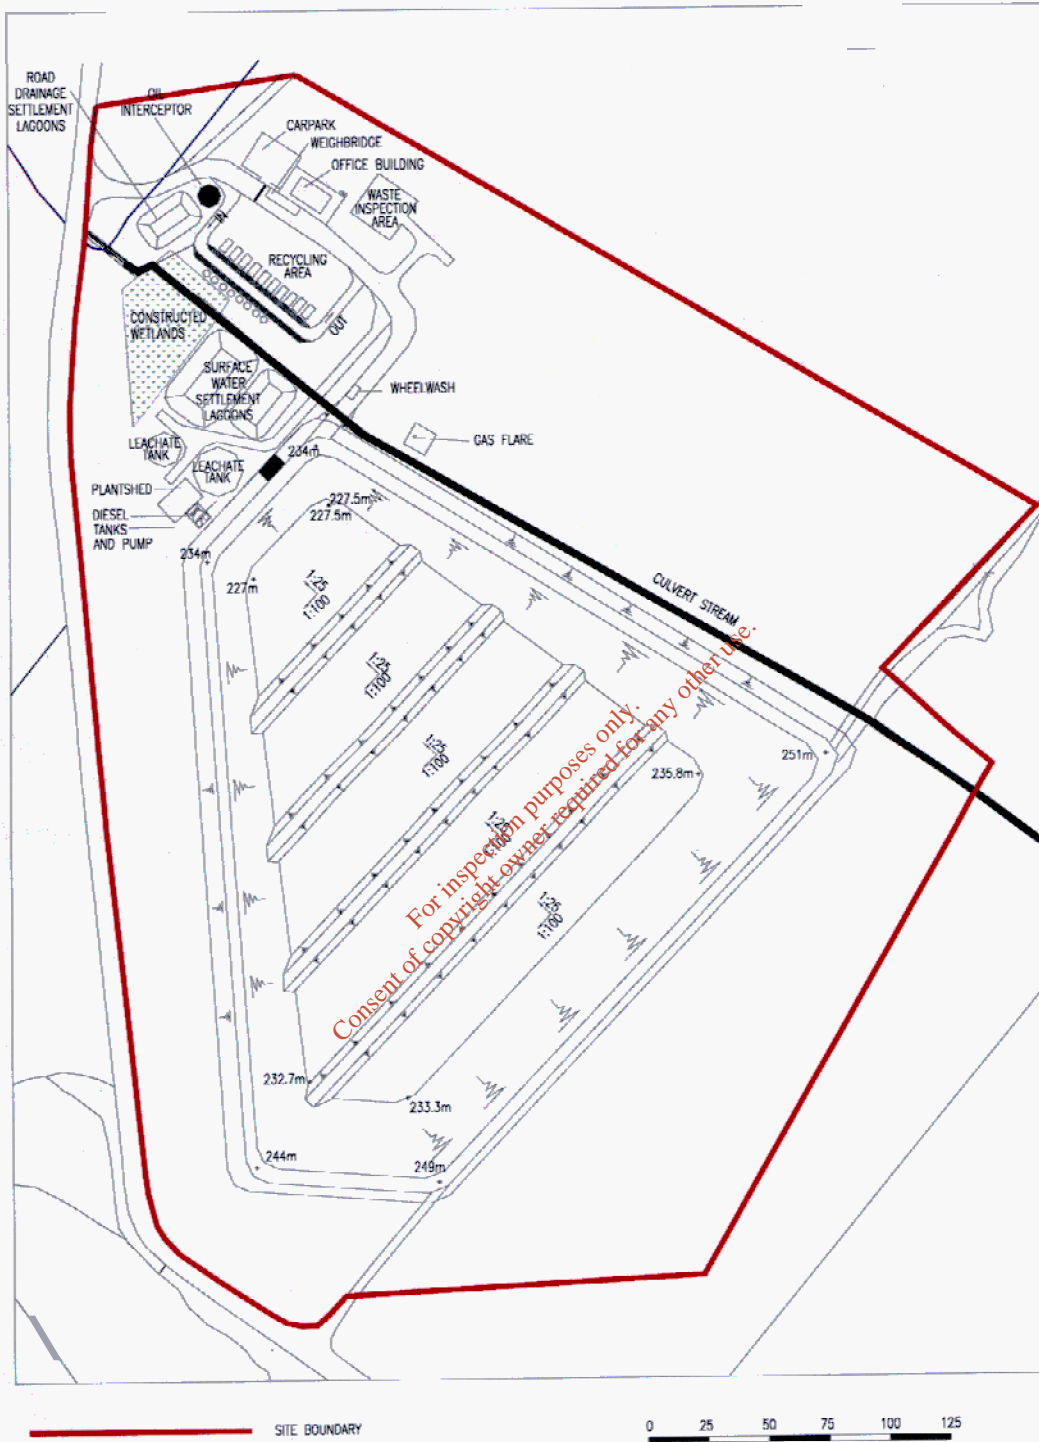 ROAD
DRAINAGE
SETTLEMENT
LAGOONS
OIL
INTERCEPTOR
CARPARK
WEIGHBRIDGE
OFFICE BUILDING
WASTE
INSPECTION
AREA
IN
RECYCLING
AREA
OUT
CONSTRUCTED
WETLANDS
SURFACE
WATER
SETTLEMENT
LAGOONS
WHEELWASH
GAS FLARE
LEACHATE
TANK
LEACHATE
TANK
234m
PLANTSHED
DIESEL
TANKS
AND PUMP
227.5m
227.5m
234m
227m
1:25
1:100
CULVERT STREAM
1:25
1:100
1:25
1:100
251m
235.8m
1:25
1:100
1:25
1:100
For inspection purposes only.
Consent of copyright owner required for any other use.
232.7m
233.3m
244m
249m
SITE BOUNDARY
0 25 50 75 100 125